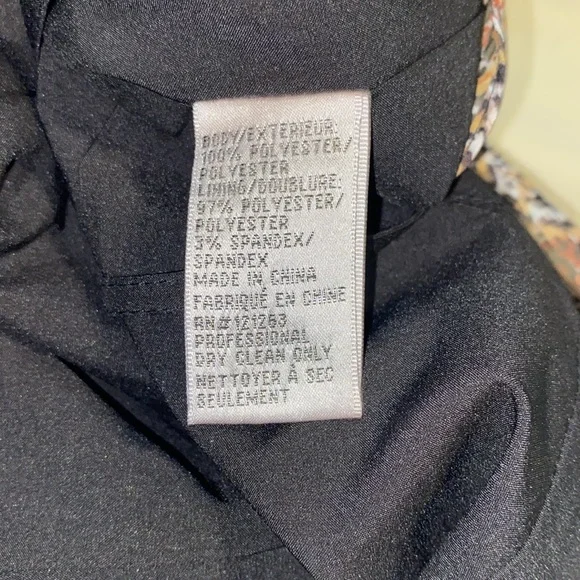 BODY/EXTERIEUR:
100% POLYESTER/
POLYESTER
LINING/DOUBLURE:
97% POLYESTER/
POLYESTER
3% SPANDEX/
SPANDEX
MADE IN CHINA
FABRIQUÉ EN CHINE
RN#121263
PROFESSIONAL
DRY CLEAN ONLY
NETTOYER À SEC
SEULEMENT